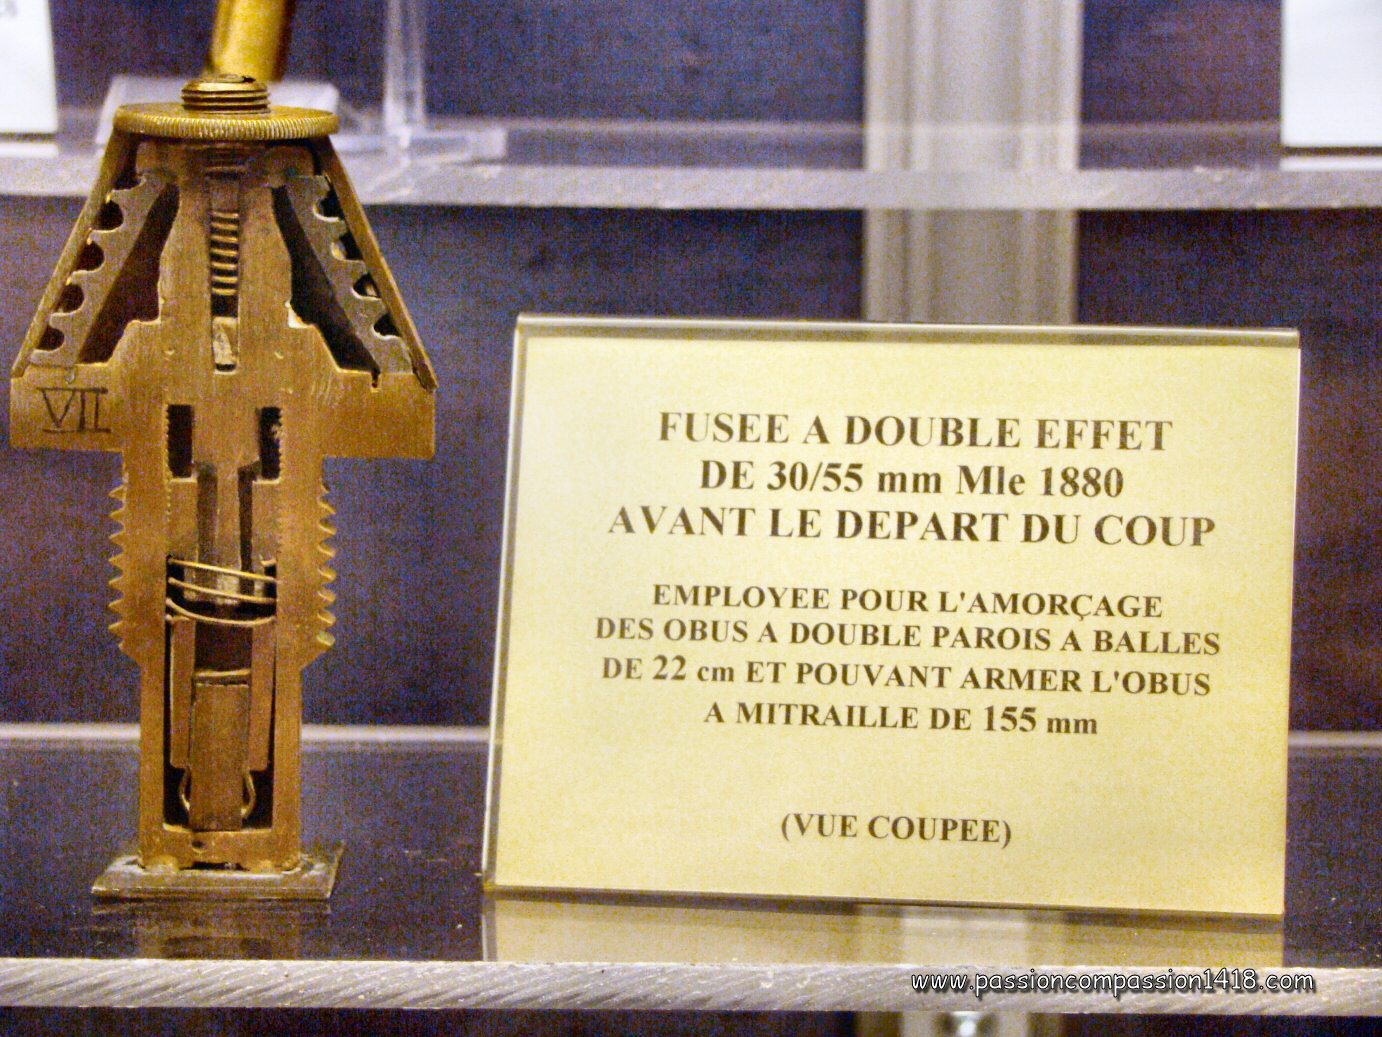 VII
FUSEE A DOUBLE EFFET
DE 30/55 mm Mle 1880
AVANT LE DEPART DU COUP
EMPLOYEE POUR L'AMORÇAGE
DES OBUS A DOUBLE PAROIS A BALLES
DE 22 cm ET POUVANT ARMER L'OBUS
A MITRAILLE DE 155 mm
(VUE COUPEE)
www.passioncompassion1418.com